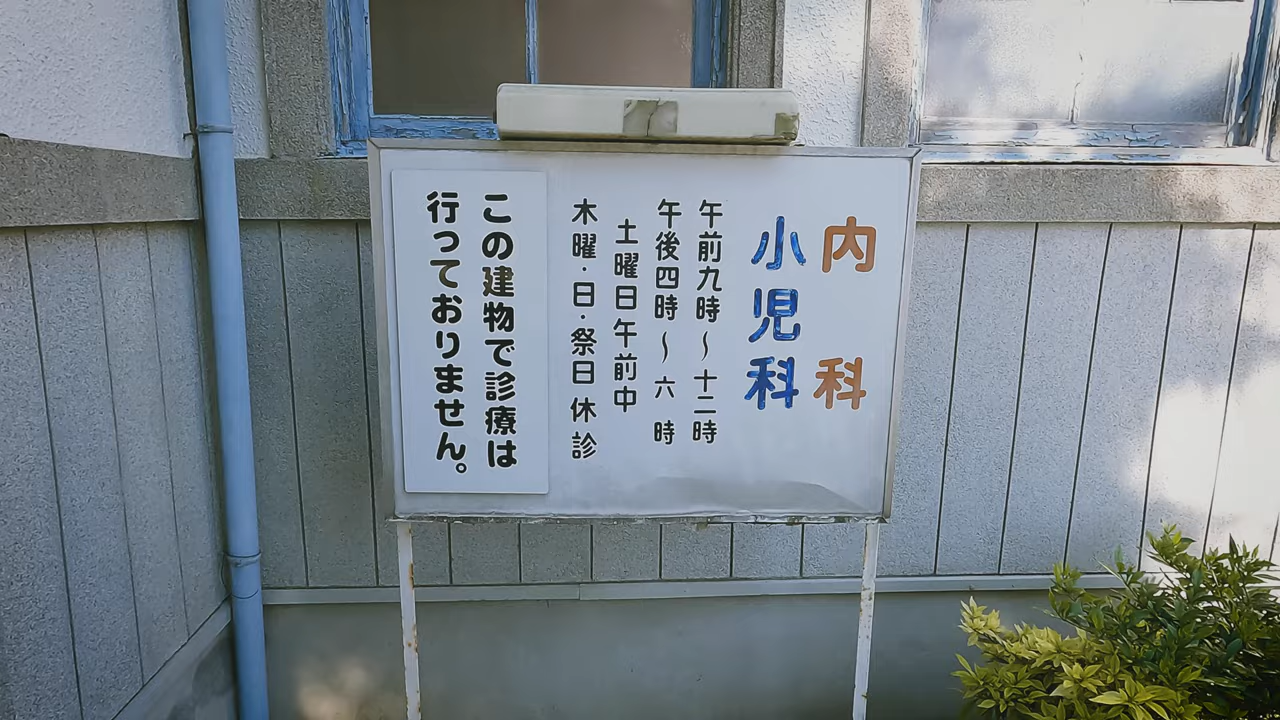 内科
小児科
午前九時～十二時
午後四時～六時
土曜日午前中
木曜・日・祭日休診
この建物で診療は
行っておりません。